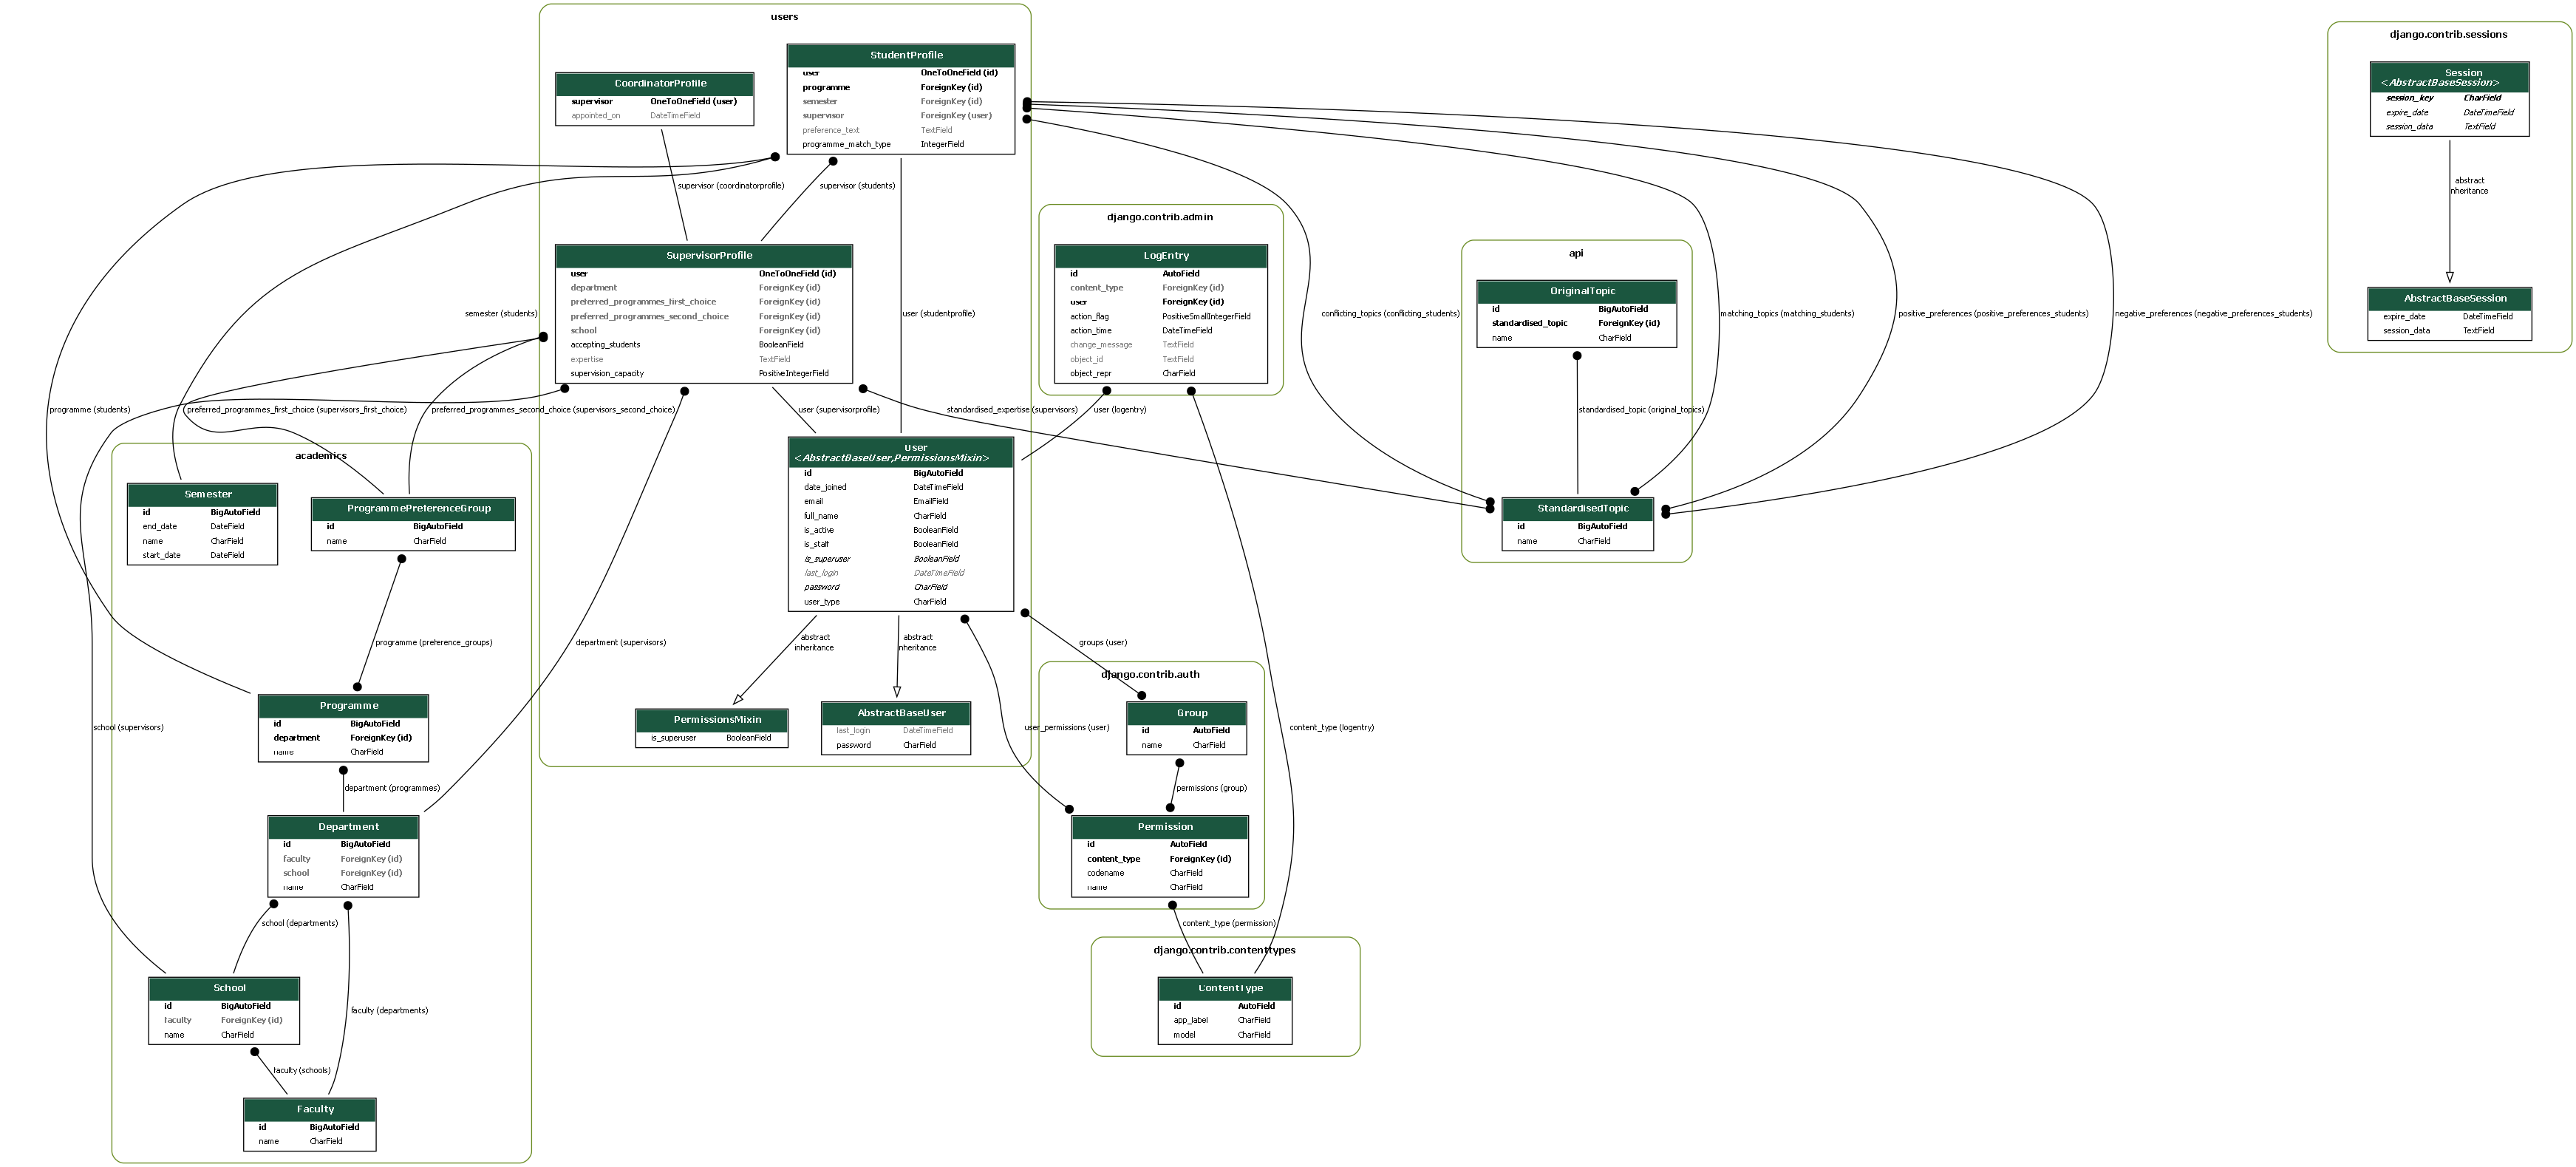 users
StudentProfile
user OneToOneField (id)
programme ForeignKey (id)
semester ForeignKey (id)
supervisor ForeignKey (user)
preference_text TextField
programme_match_type IntegerField
CoordinatorProfile
supervisor OneToOneField (user)
appointed_on DateTimeField
supervisor (coordinatorprofile)
supervisor (students)
SupervisorProfile
user OneToOneField (id)
department ForeignKey (id)
preferred_programmes_first_choice ForeignKey (id)
preferred_programmes_second_choice ForeignKey (id)
school ForeignKey (id)
accepting_students BooleanField
expertise TextField
supervision_capacity PositiveIntegerField
semester (students)
user (studentprofile)
programme (students)
preferred_programmes_first_choice (supervisors_first_choice)
preferred_programmes_second_choice (supervisors_second_choice)
user (supervisorprofile)
standardised_expertise (supervisors)
user (logentry)
User
<AbstractBaseUser,PermissionsMixin>
id BigAutoField
date_joined DateTimeField
email EmailField
full_name CharField
is_active BooleanField
is_staff BooleanField
is_superuser BooleanField
last_login DateTimeField
password CharField
user_type CharField
abstract
inheritance
abstract
inheritance
PermissionsMixin
is_superuser BooleanField
AbstractBaseUser
last_login DateTimeField
password CharField
django.contrib.admin
LogEntry
id AutoField
content_type ForeignKey (id)
user ForeignKey (id)
action_flag PositiveSmallIntegerField
action_time DateTimeField
change_message TextField
object_id TextField
object_repr CharField
conflicting_topics (conflicting_students)
matching_topics (matching_students)
positive_preferences (positive_preferences_students)
negative_preferences (negative_preferences_students)
api
OriginalTopic
id BigAutoField
standardised_topic ForeignKey (id)
name CharField
standardised_topic (original_topics)
StandardisedTopic
id BigAutoField
name CharField
django.contrib.sessions
Session
<AbstractBaseSession>
session_key CharField
expire_date DateTimeField
session_data TextField
abstract
inheritance
AbstractBaseSession
expire_date DateTimeField
session_data TextField
academics
Semester
id BigAutoField
end_date DateField
name CharField
start_date DateField
ProgrammePreferenceGroup
id BigAutoField
name CharField
programme (preference_groups)
department (supervisors)
Programme
id BigAutoField
department ForeignKey (id)
name CharField
school (supervisors)
department (programmes)
Department
id BigAutoField
faculty ForeignKey (id)
school ForeignKey (id)
name CharField
school (departments)
School
id BigAutoField
faculty ForeignKey (id)
name CharField
faculty (departments)
faculty (schools)
Faculty
id BigAutoField
name CharField
groups (user)
django.contrib.auth
Group
id AutoField
name CharField
user_permissions (user)
content_type (logentry)
permissions (group)
Permission
id AutoField
content_type ForeignKey (id)
codename CharField
name CharField
content_type (permission)
django.contrib.contenttypes
ContentType
id AutoField
app_label CharField
model CharField